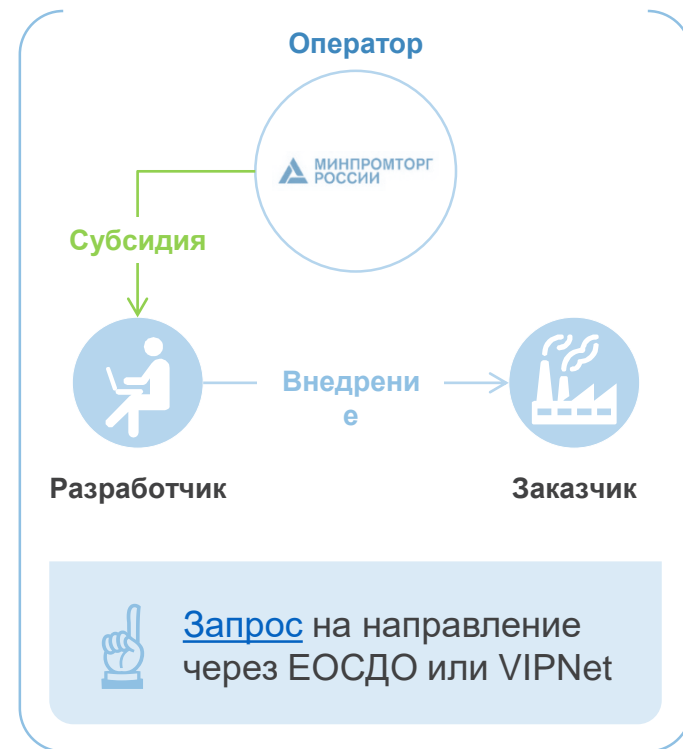 Оператор
МИНПРОМТОРГ
РОССИИ
Субсидия
Внедрени
е
Разработчик
Заказчик
Запрос на направление
через ЕОСДО или VIPNet